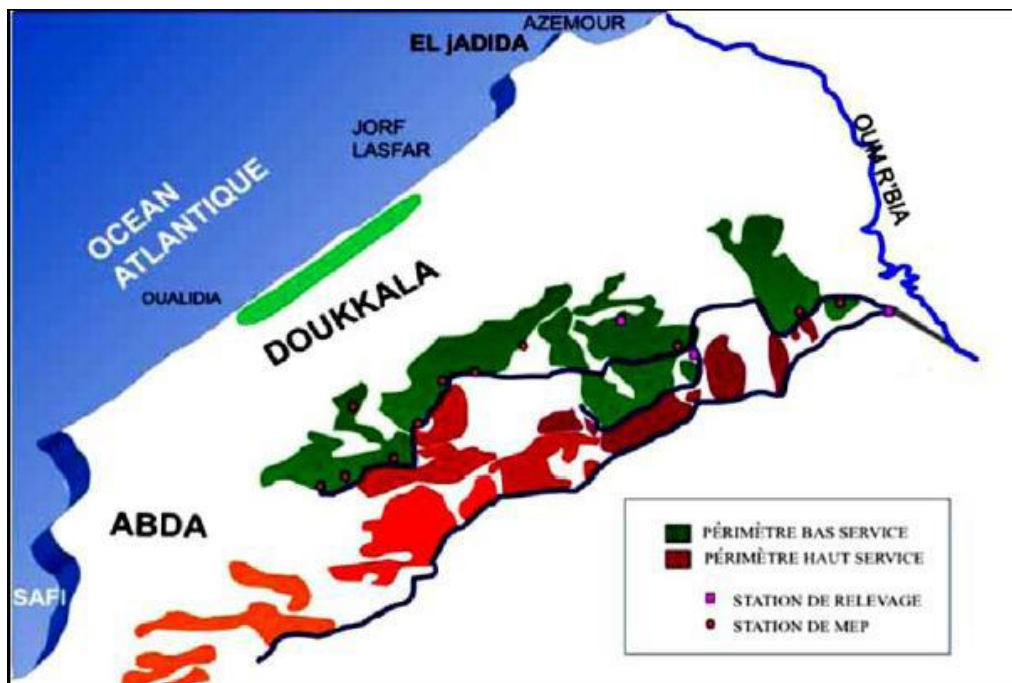 AZEMOUR
EL jADIDA
JORF
LASFAR
OUM R'BIA
OCEAN
ATLANTIQUE
OUALIDIA
DOUKKALA
ABDA
SAFI
PÉRIMÈTRE BAS SERVICE
PÉRIMÈTRE HAUT SERVICE
STATION DE RELEVAGE
STATION DE MEP